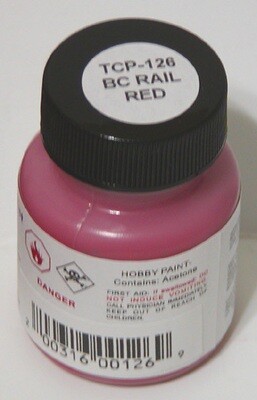 TCP-126
BC RAIL
RED
DANGER
HOBBY PAINT-
Contains: Acetone
FIRST AID: If swallowed, DO
NOT INDUCE VOMITING
CALL PHYSICIAN IMMEDIATELY
KEEP OUT OF REACH OF
CHILDREN.
00316 00126 9